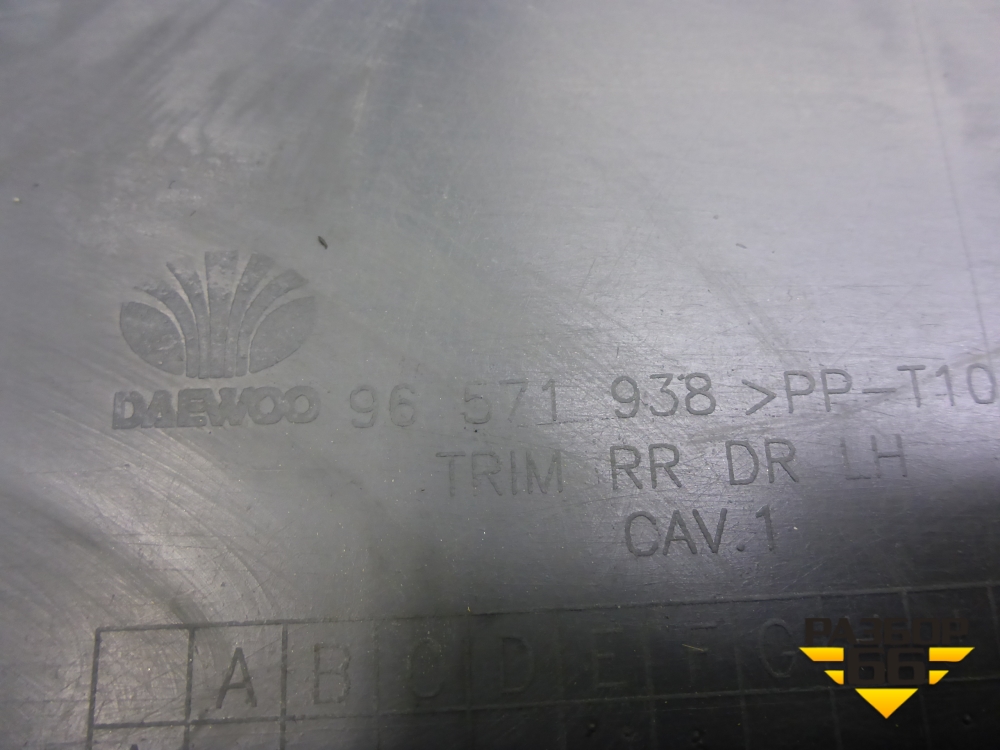 DAEWOO 96 571 938 >PP-T10
TRIM RR DR LH
CAV.1
A B C D E F G
РАЗБОР
66